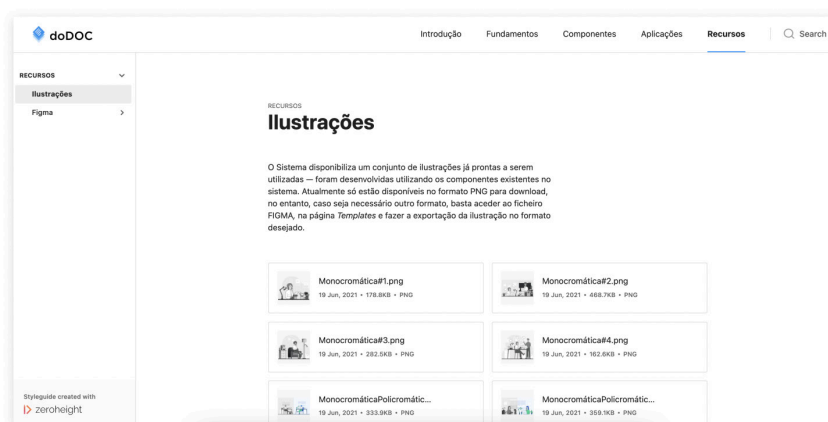 doDOC
Introdução Fundamentos Componentes Aplicações Recursos Search
RECURSOS
Ilustrações
Figma
RECURSOS
Ilustrações
O Sistema disponibiliza um conjunto de ilustrações já prontas a serem
utilizadas — foram desenvolvidas utilizando os componentes existentes no
sistema. Atualmente só estão disponíveis no formato PNG para download,
no entanto, caso seja necessário outro formato, basta aceder ao ficheiro
FIGMA, na página Templates e fazer a exportação da ilustração no formato
desejado.
Monocromática#1.png
19 Jun, 2021 • 178.8KB • PNG
Monocromática#2.png
19 Jun, 2021 • 468.7KB • PNG
Monocromática#3.png
19 Jun, 2021 • 282.5KB • PNG
Monocromática#4.png
19 Jun, 2021 • 162.6KB • PNG
MonocromáticaPolicromátic...
19 Jun, 2021 • 333.9KB • PNG
MonocromáticaPolicromátic...
19 Jun, 2021 • 359.1KB • PNG
Styleguide created with
zeroheight